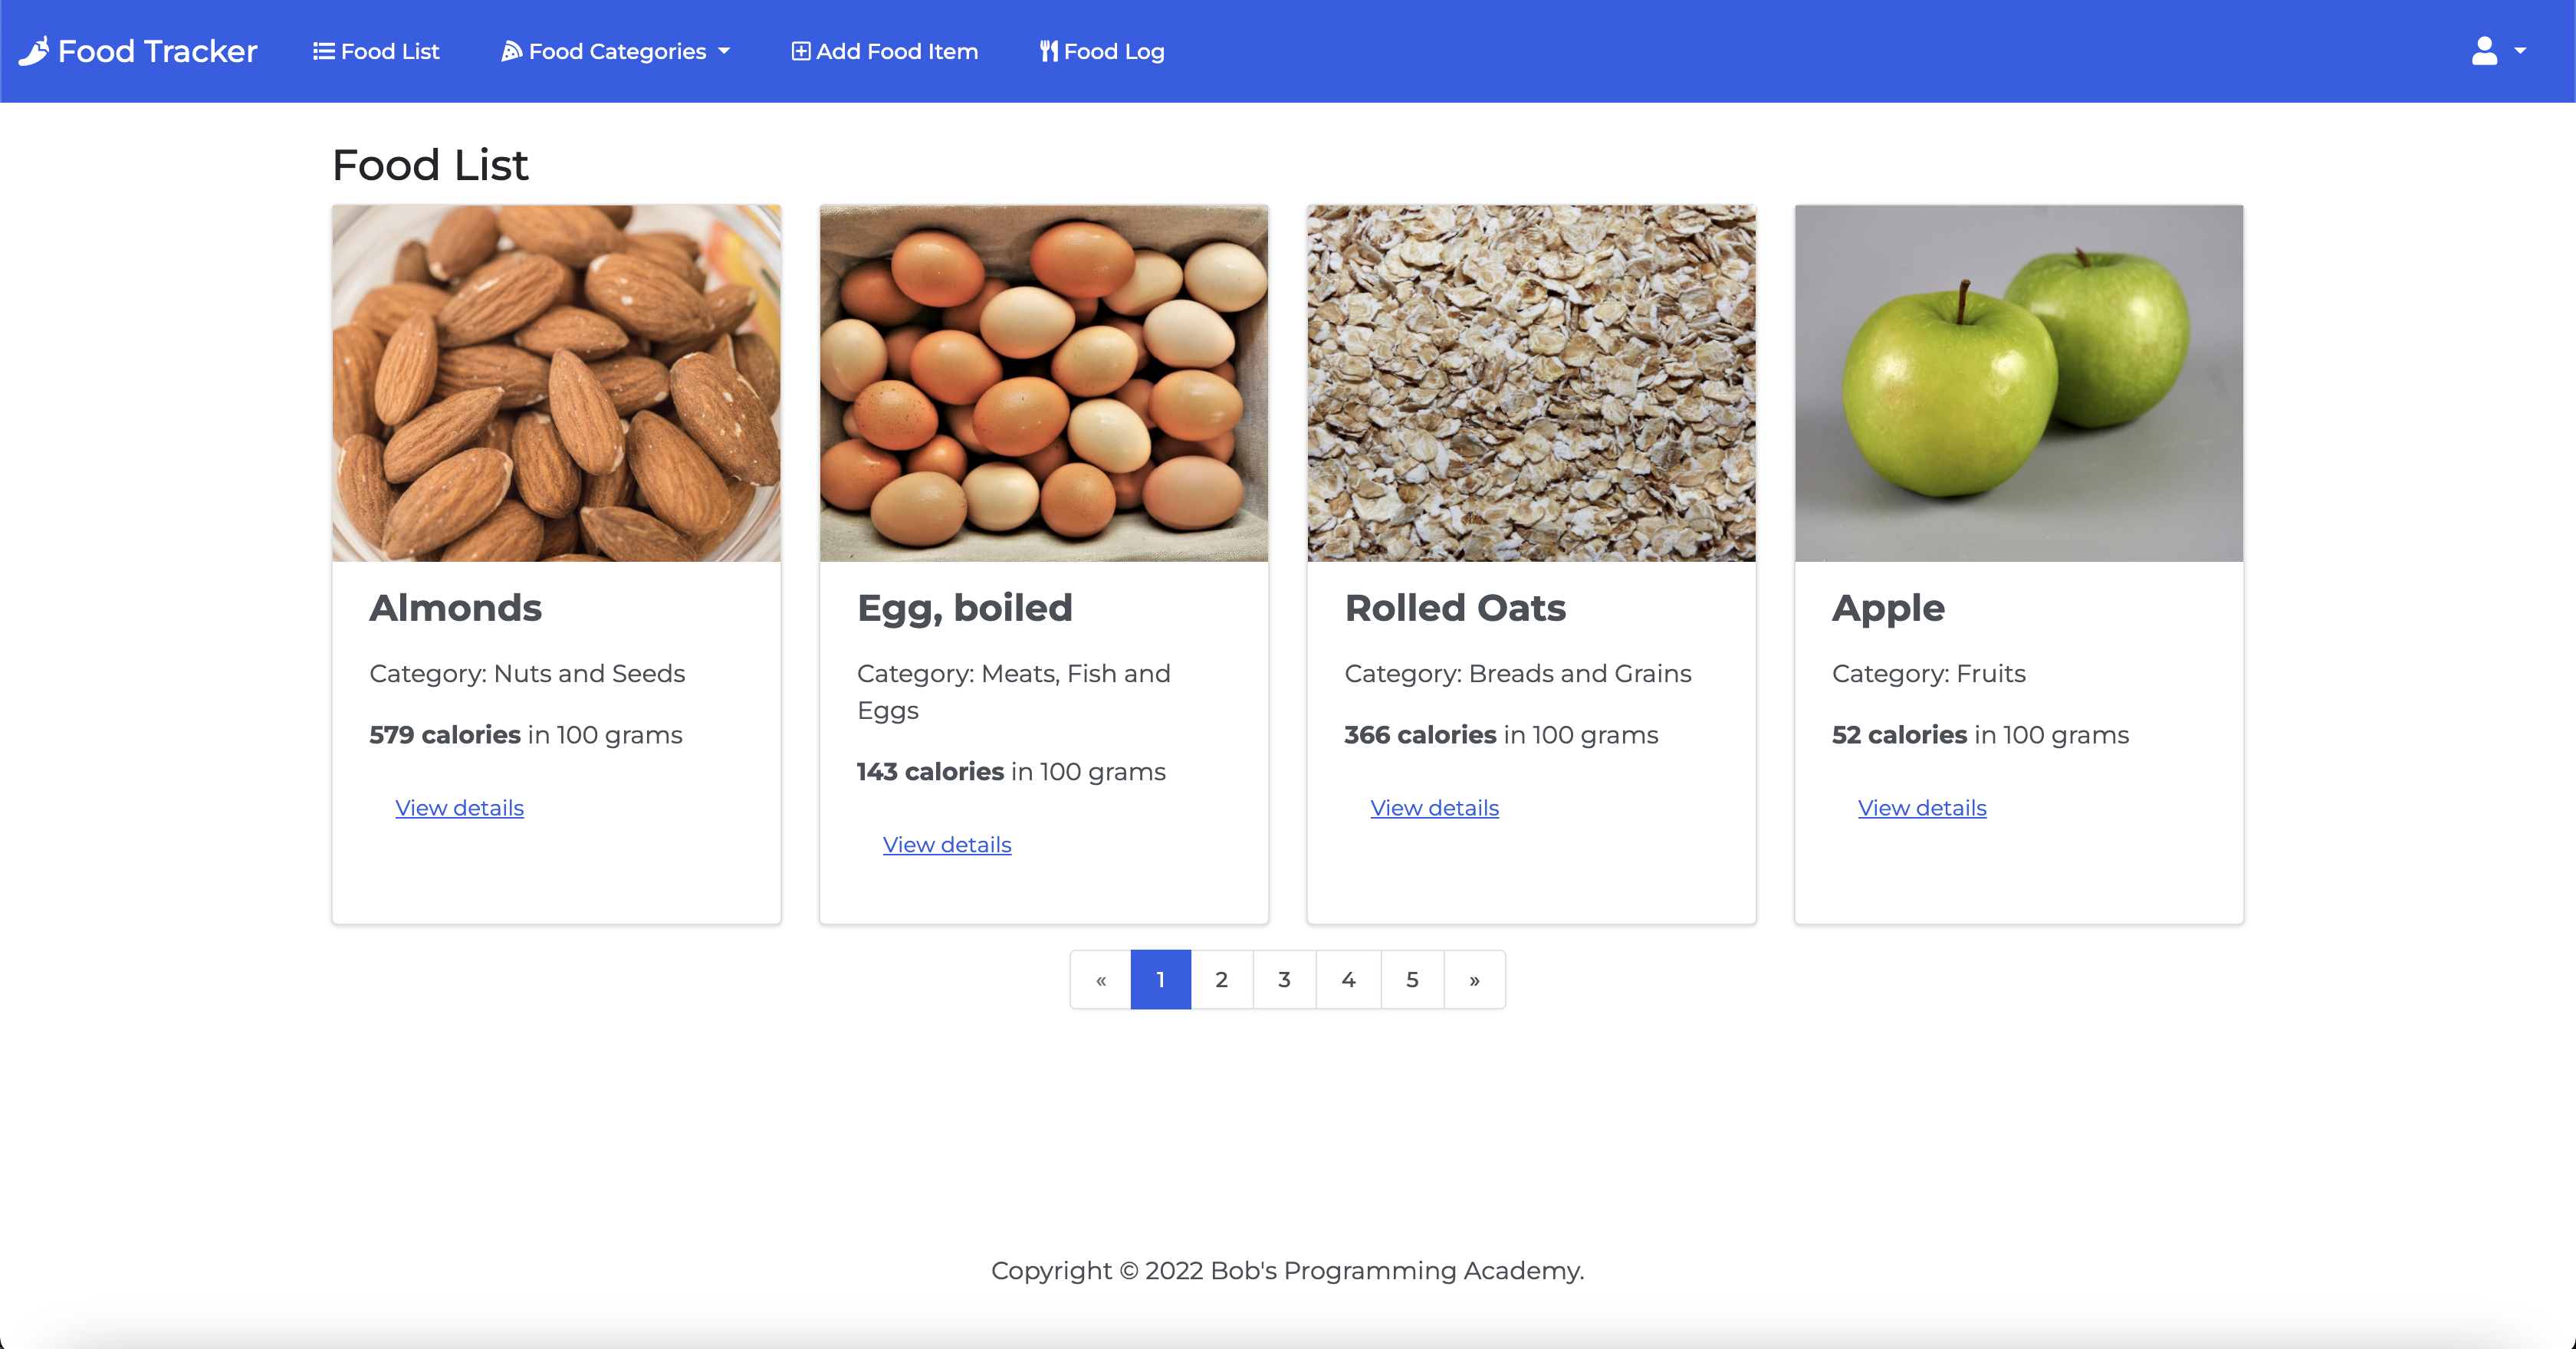 Food Tracker
Food List
Food Categories
Add Food Item
Food Log
Food List
Almonds
Category: Nuts and Seeds
579 calories in 100 grams
View details
Egg, boiled
Category: Meats, Fish and
Eggs
143 calories in 100 grams
View details
Rolled Oats
Category: Breads and Grains
366 calories in 100 grams
View details
Apple
Category: Fruits
52 calories in 100 grams
View details
« 1 2 3 4 5 »
Copyright © 2022 Bob's Programming Academy.